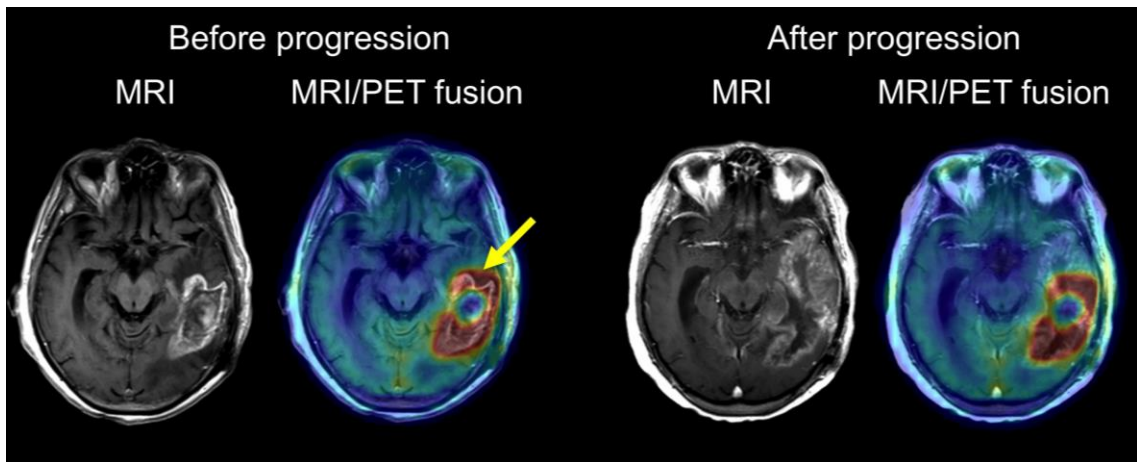 Before progression
After progression
MRI
MRI/PET fusion
MRI
MRI/PET fusion